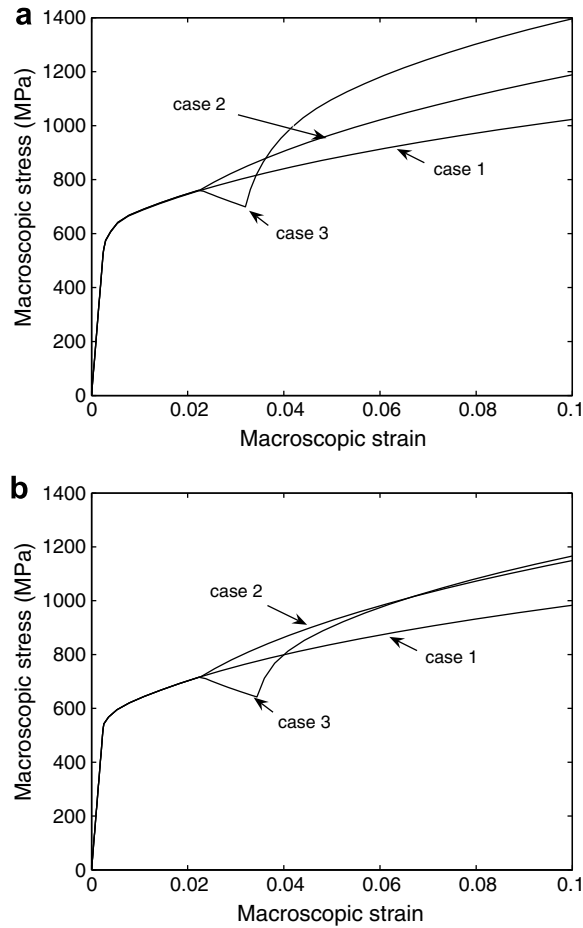 a
1400
1200
1000
800
600
400
200
0
Macroscopic stress (MPa)
case 2
case 1
case 3
0 0.02 0.04 0.06 0.08 0.1
Macroscopic strain
b
1400
1200
1000
800
600
400
200
0
Macroscopic stress (MPa)
case 2
case 1
case 3
0 0.02 0.04 0.06 0.08 0.1
Macroscopic strain